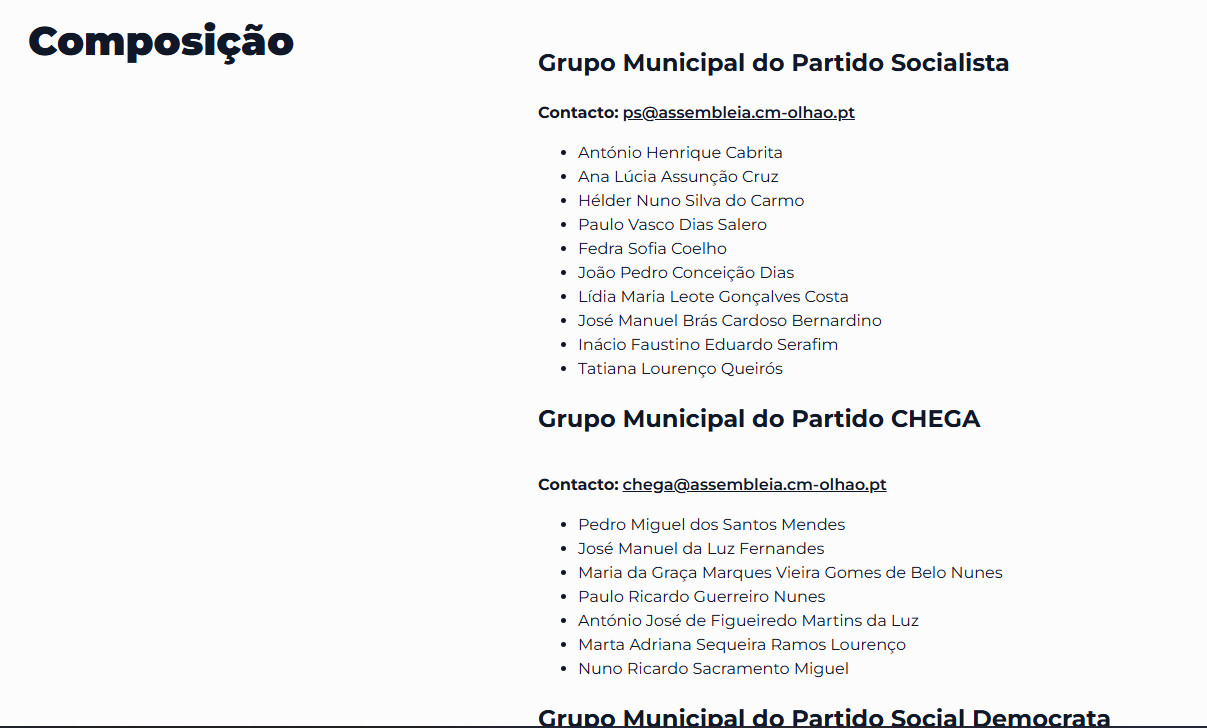 Composição
Grupo Municipal do Partido Socialista
Contacto: ps@assembleia.cm-olhao.pt
António Henrique Cabrita
Ana Lúcia Assunção Cruz
Hélder Nuno Silva do Carmo
Paulo Vasco Dias Salero
Fedra Sofia Coelho
João Pedro Conceição Dias
Lídia Maria Leote Gonçalves Costa
José Manuel Brás Cardoso Bernardino
Inácio Faustino Eduardo Serafim
Tatiana Lourenço Queirós
Grupo Municipal do Partido CHEGA
Contacto: chega@assembleia.cm-olhao.pt
Pedro Miguel dos Santos Mendes
José Manuel da Luz Fernandes
Maria da Graça Marques Vieira Gomes de Belo Nunes
Paulo Ricardo Guerreiro Nunes
António José de Figueiredo Martins da Luz
Marta Adriana Sequeira Ramos Lourenço
Nuno Ricardo Sacramento Miguel
Grupo Municipal do Partido Social Democrata